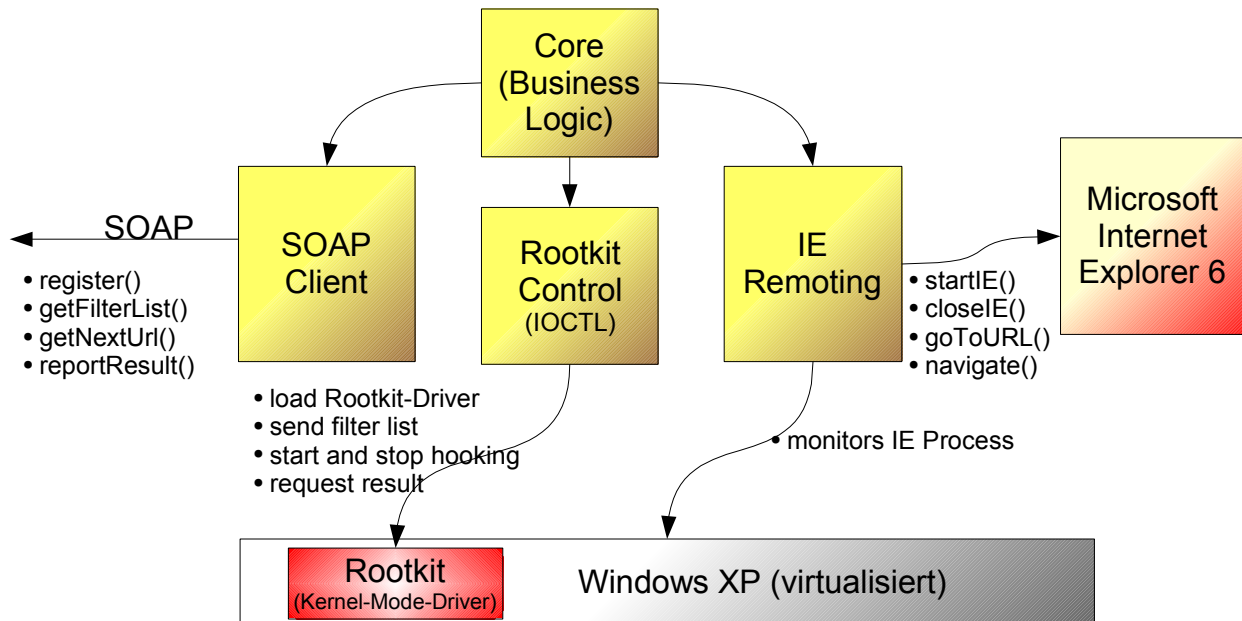 Core
(Business
Logic)
SOAP
• register()
• getFilterList()
• getNextUrl()
• reportResult()
SOAP
Client
Rootkit
Control
(IOCTL)
IE
Remoting
• startIE()
• closeIE()
• goToURL()
• navigate()
Microsoft
Internet
Explorer 6
• load Rootkit-Driver
• send filter list
• start and stop hooking
• request result
• monitors IE Process
Rootkit
(Kernel-Mode-Driver)
Windows XP (virtualisiert)